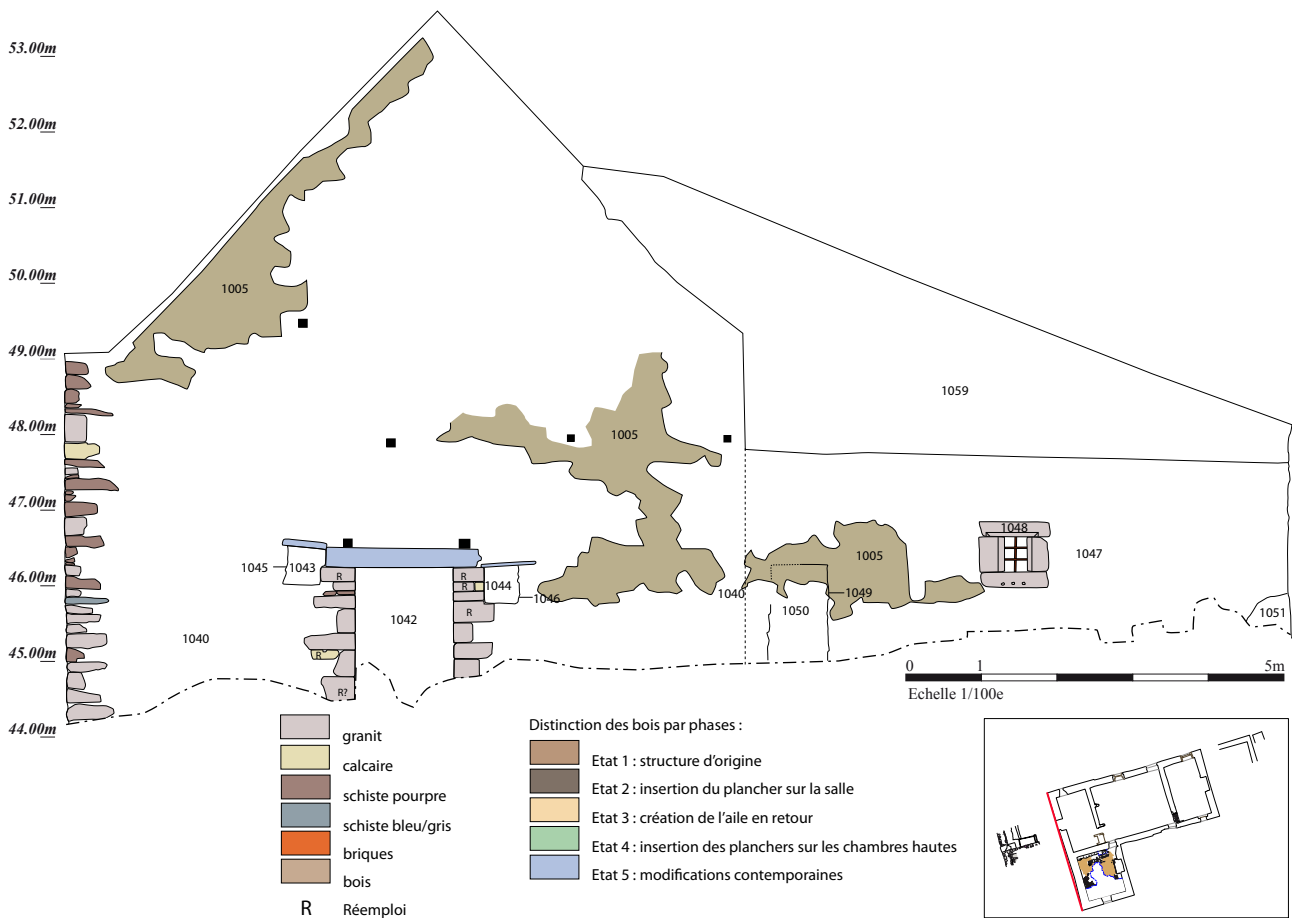 53.00m
52.00m
51.00m
50.00m
49.00m
48.00m
47.00m
46.00m
45.00m
44.00m
1005
1059
1005
1048
1047
1045
1043
R
R
R
1044
1046
1005
1040
1049
1050
1051
1040
1042
R
R
R?
0 1 5m
Echelle 1/100e
granit
calcaire
schiste pourpre
schiste bleu/gris
briques
bois
R Réemploi
Distinction des bois par phases :
Etat 1 : structure d'origine
Etat 2 : insertion du plancher sur la salle
Etat 3 : création de l'aile en retour
Etat 4 : insertion des planchers sur les chambres hautes
Etat 5 : modifications contemporaines